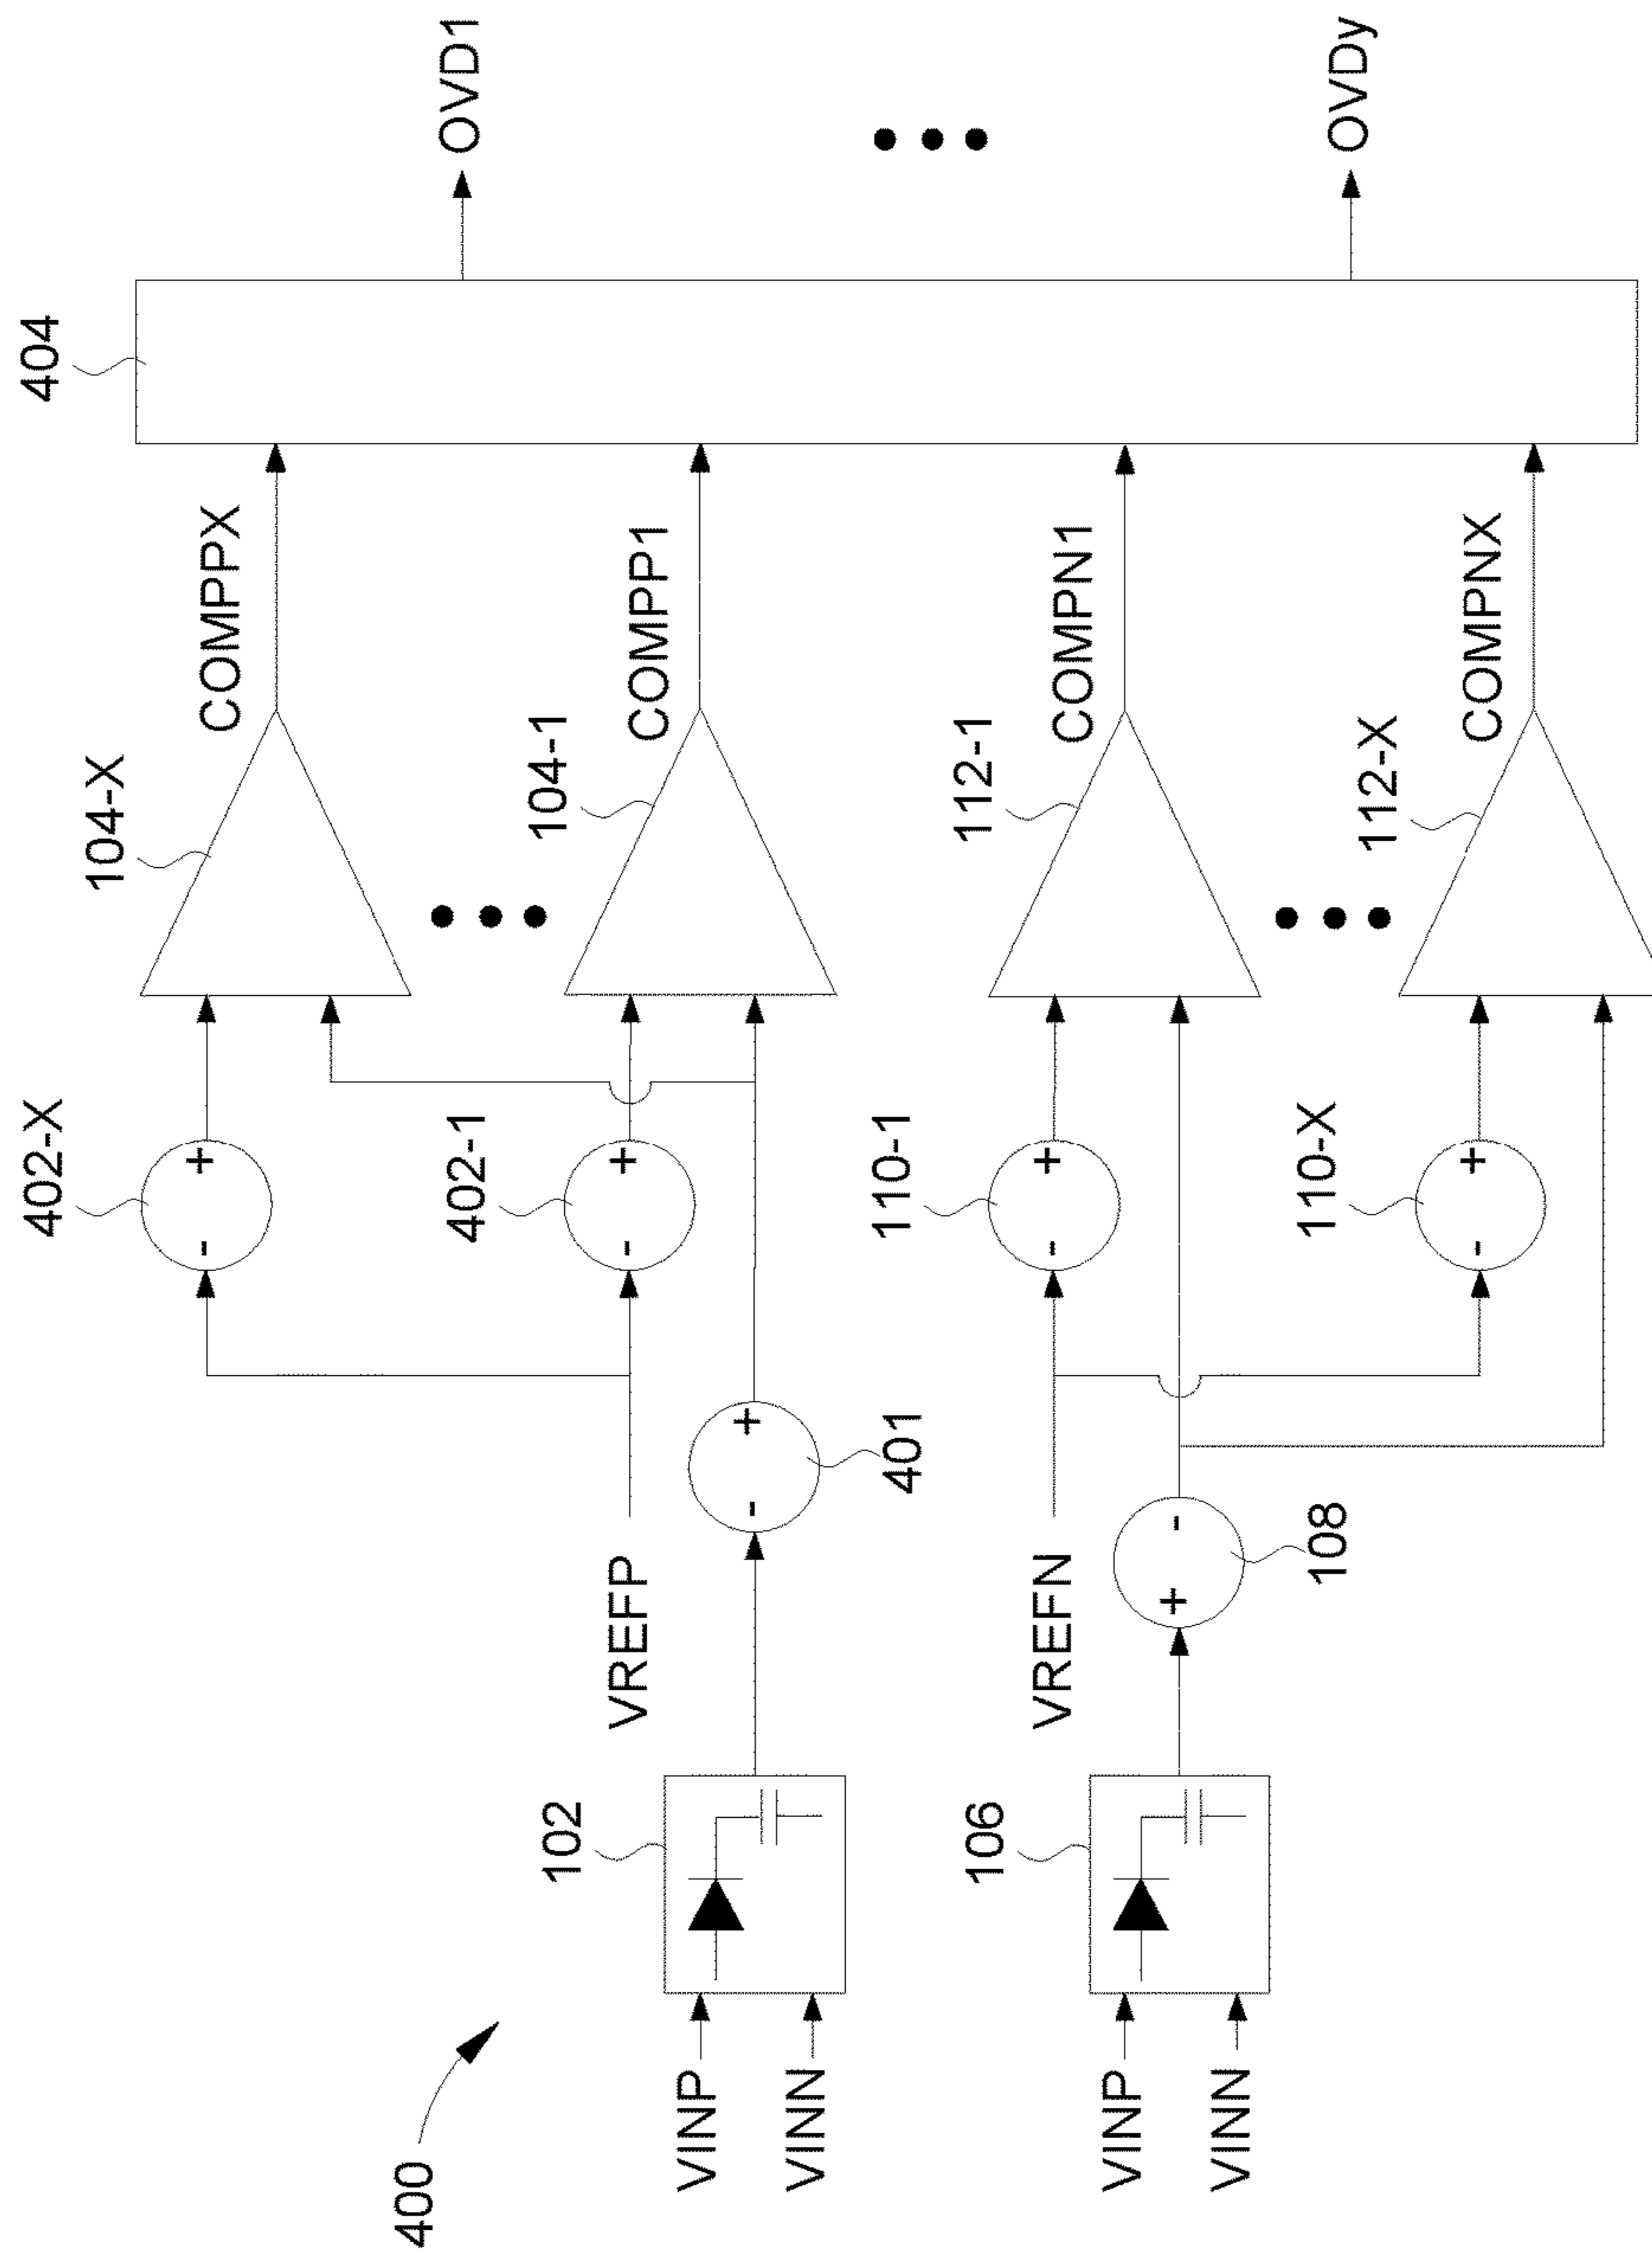 400
VINP
VINN
102
VREFP
401
402-X
- +
402-1
- +
- +
104-X
104-1
COMPPX
COMPP1
VINP
VINN
106
VREFN
108
+ -
110-1
- +
110-X
- +
112-1
112-X
COMPN1
COMPNX
404
OVD1
OVDy